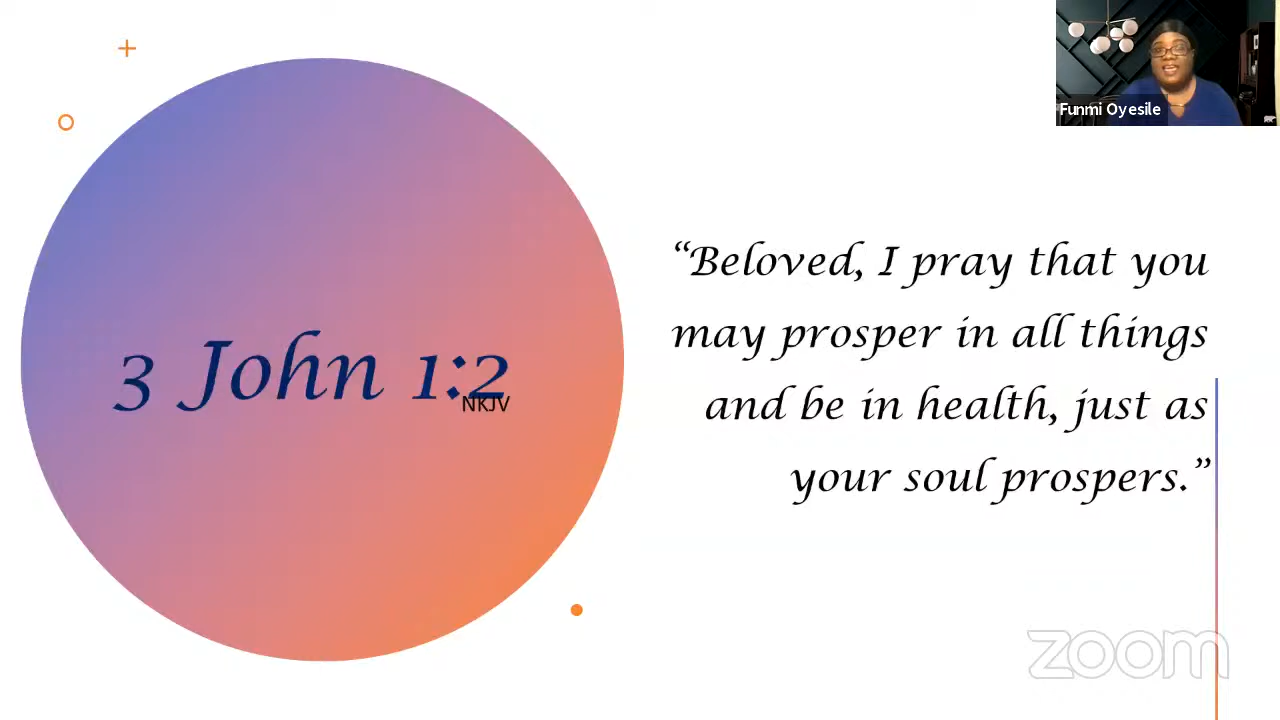 Funmi Oyesile
3 John 1:2
NKJV
“Beloved, I pray that you
may prosper in all things
and be in health, just as
your soul prospers.”
zoom